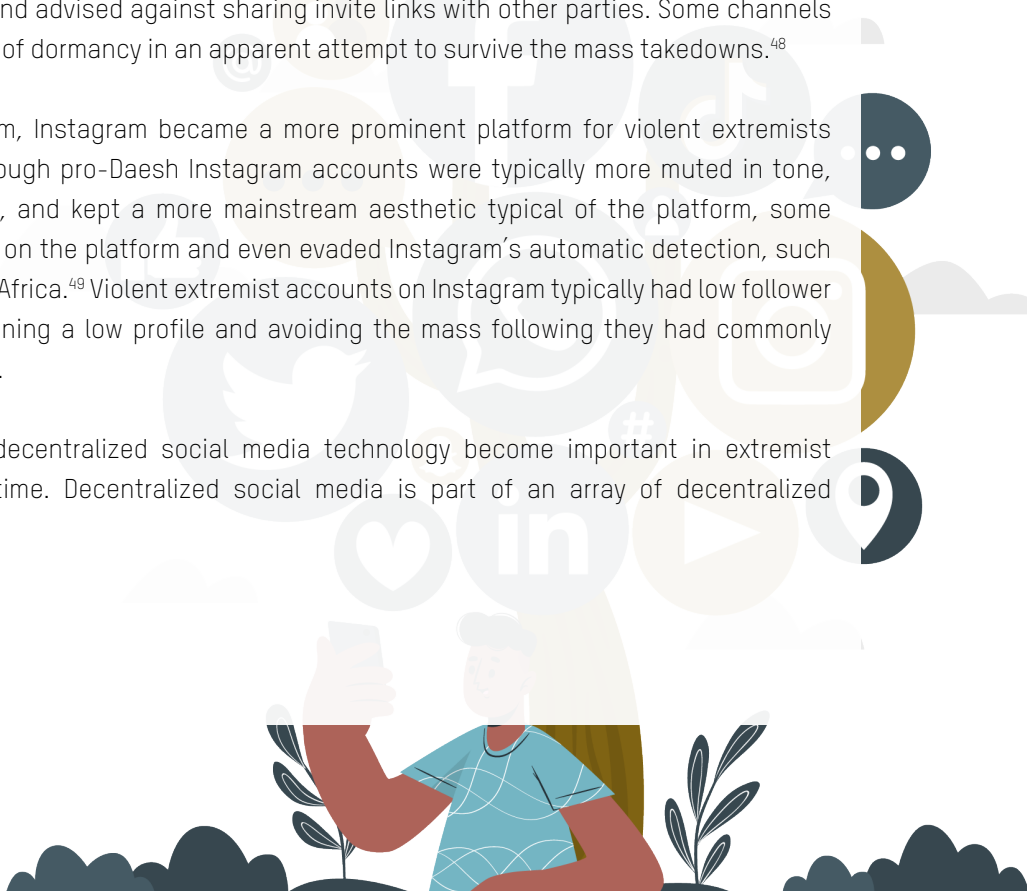 nd advised against sharing invite links with other parties. Some channels
of dormancy in an apparent attempt to survive the mass takedowns.48
m, Instagram became a more prominent platform for violent extremists
ough pro-Daesh Instagram accounts were typically more muted in tone,
, and kept a more mainstream aesthetic typical of the platform, some
on the platform and even evaded Instagram's automatic detection, such
Africa.49 Violent extremist accounts on Instagram typically had low follower
ning a low profile and avoiding the mass following they had commonly
.
decentralized social media technology become important in extremist
time. Decentralized social media is part of an array of decentralized
@
#
in